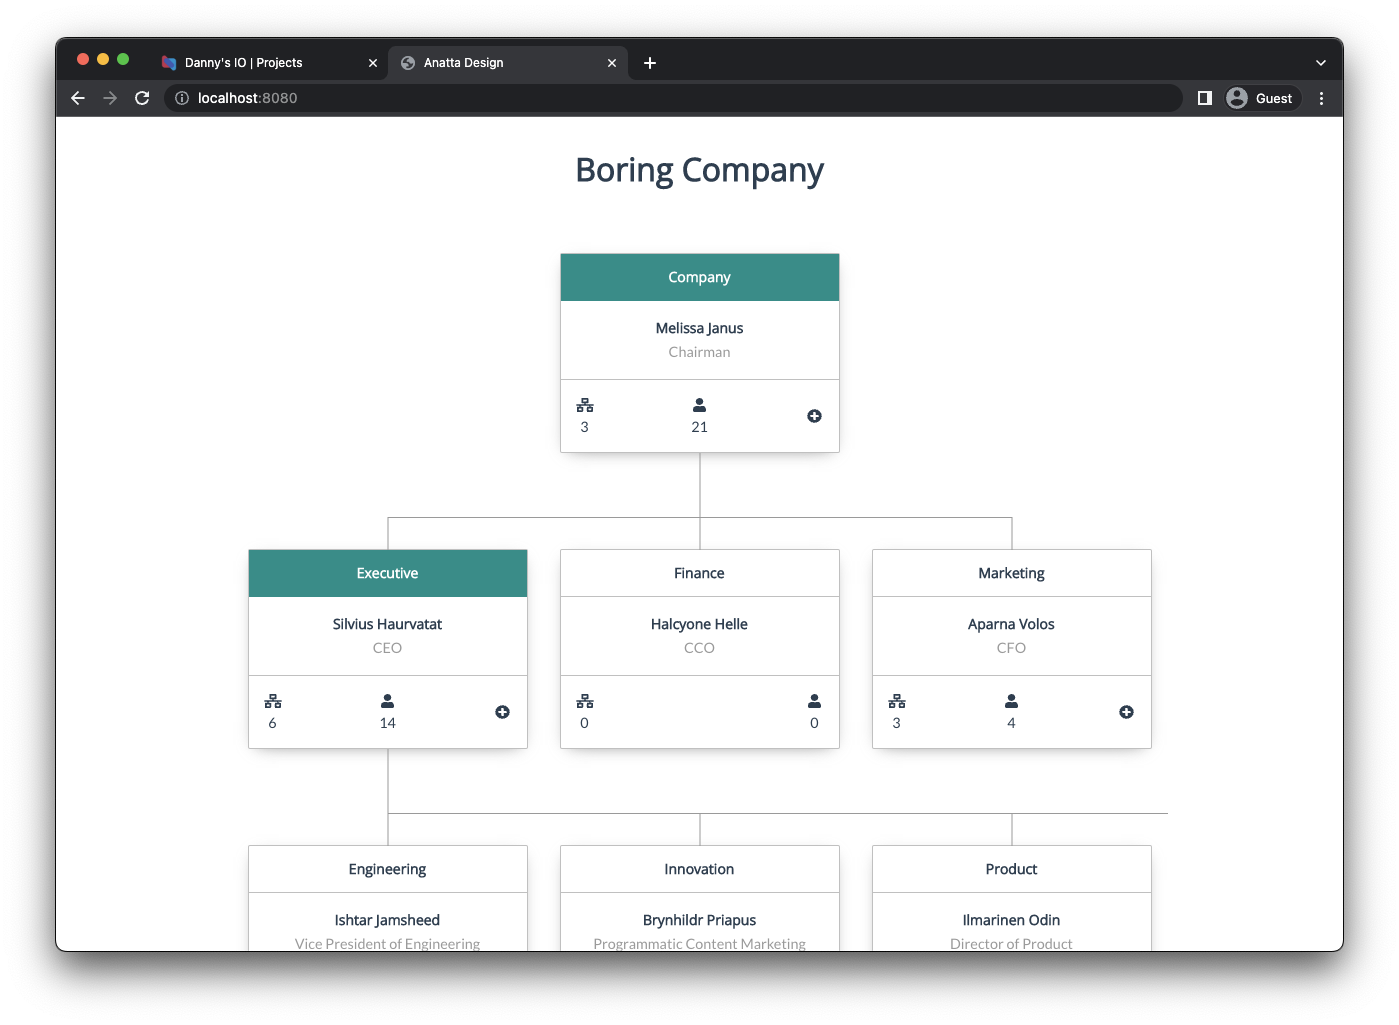 Danny's IO | Projects
Anatta Design
localhost:8080
Guest
Boring Company
Company
Melissa Janus
Chairman
3
21
Executive
Silvius Haurvatat
CEO
6
14
Finance
Halcyone Helle
CCO
0
0
Marketing
Aparna Volos
CFO
3
4
Engineering
Ishtar Jamsheed
Vice President of Engineering
Innovation
Brynhildr Priapus
Programmatic Content Marketing
Product
Ilmarinen Odin
Director of Product